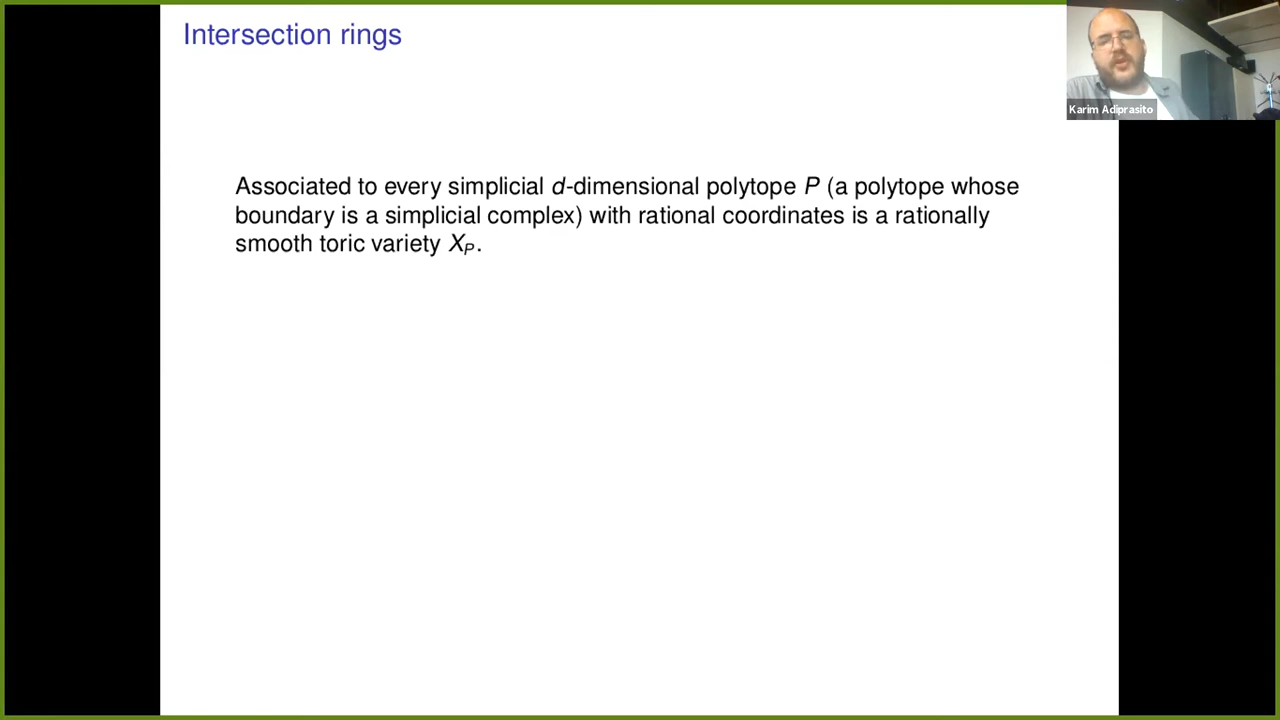 Intersection rings
Karim Adiprasito
Associated to every simplicial d-dimensional polytope P (a polytope whose
boundary is a simplicial complex) with rational coordinates is a rationally
smooth toric variety X_P.